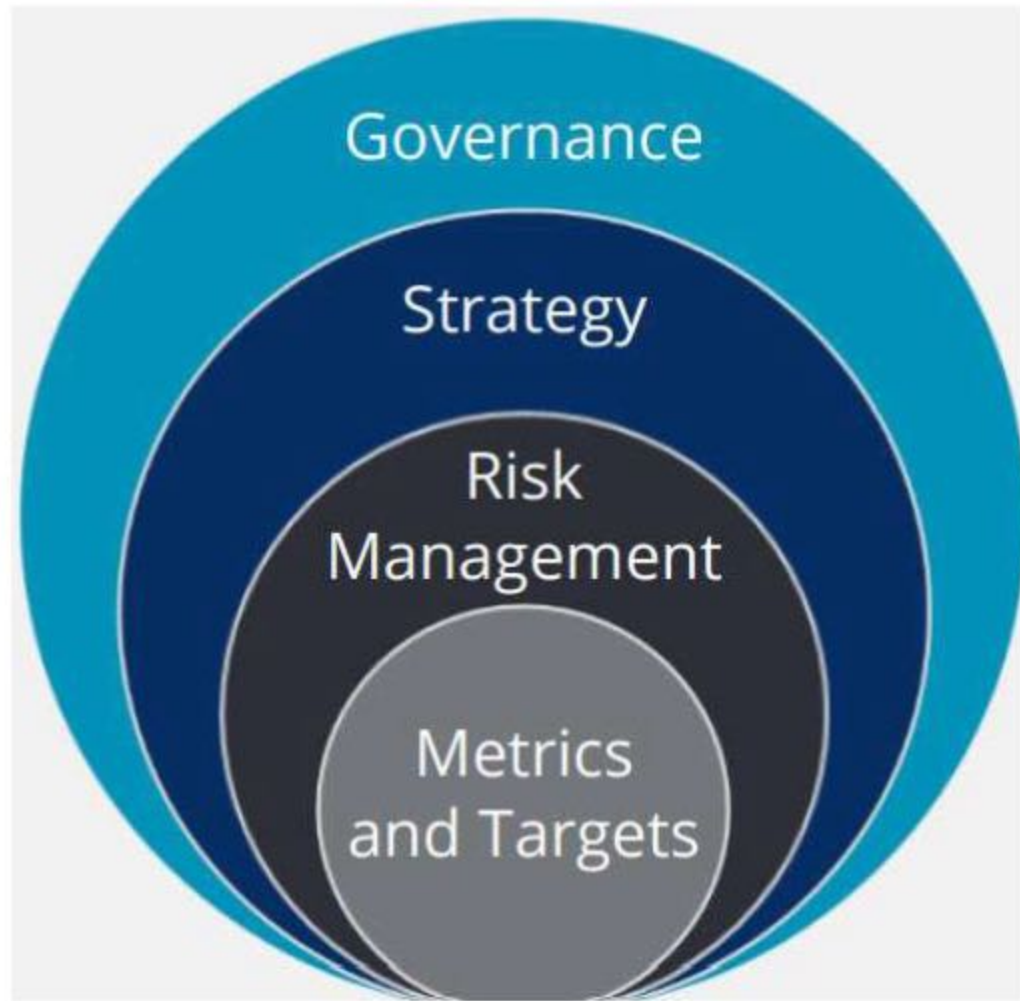 Governance
Strategy
Risk
Management
Metrics
and Targets